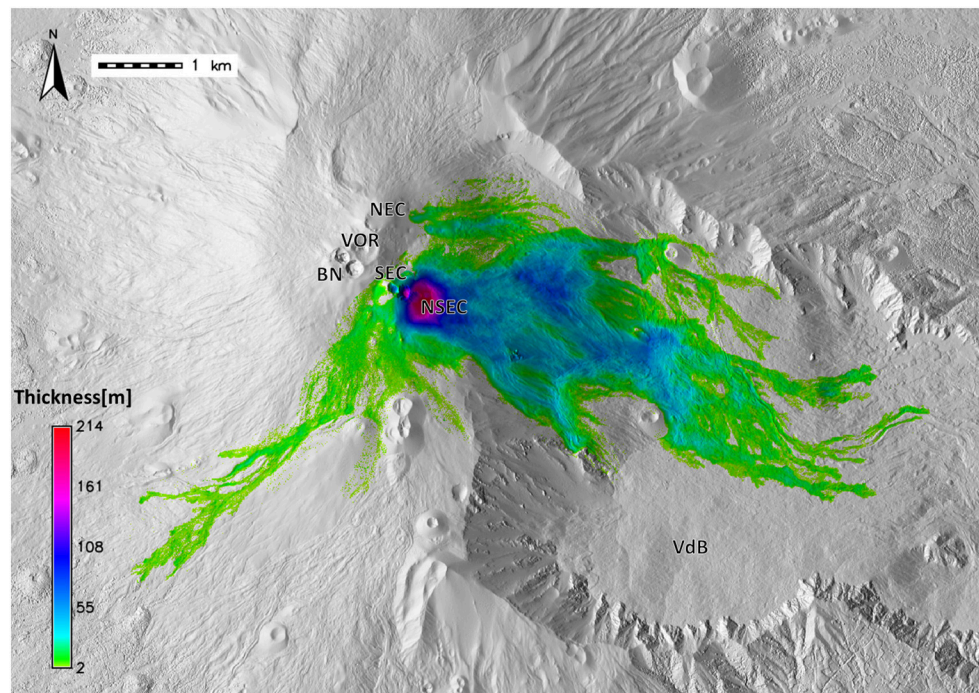 N
1 km
NEC
VOR
BN
SEC
NSEC
Thickness[m]
214
161
108
55
2
VdB